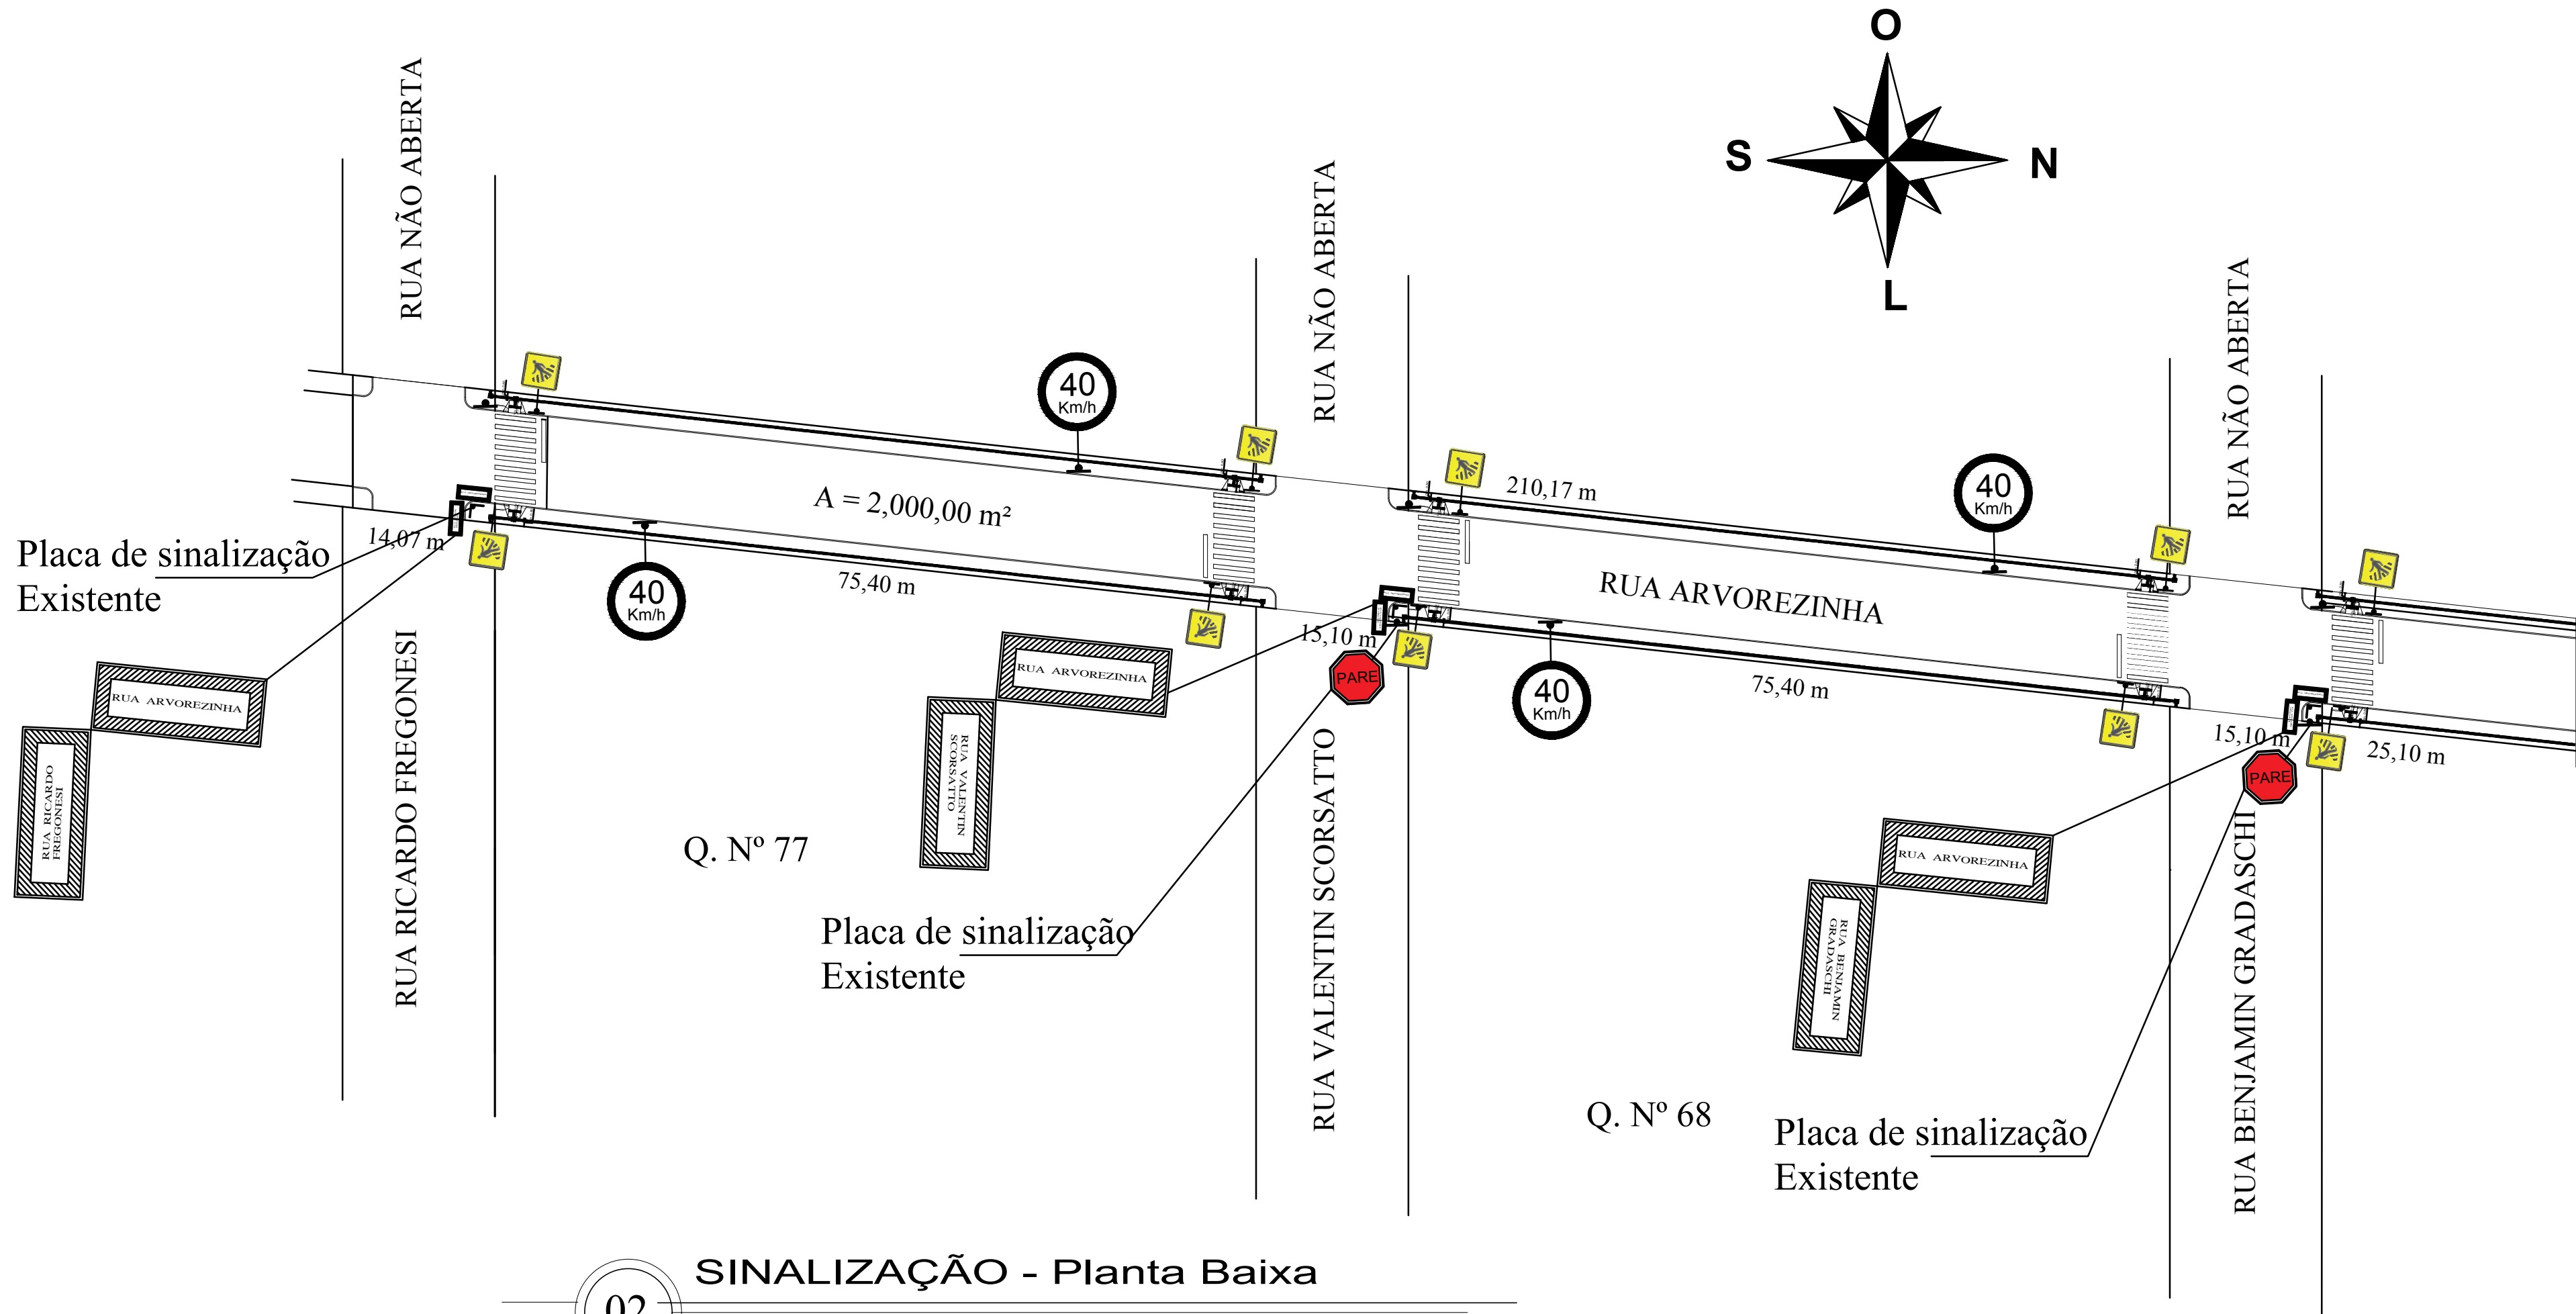 O
S
N
L
RUA NÃO ABERTA
RUA NÃO ABERTA
RUA NÃO ABERTA
40
Km/h
40
Km/h
210,17 m
A = 2,000,00 m²
RUA ARVOREZINHA
14,07 m
Placa de sinalização
Existente
40
Km/h
75,40 m
15,10 m
PARE
40
Km/h
75,40 m
15,10 m
PARE
25,10 m
RUA ARVOREZINHA
RUA RICARDO
FREGONESI
RUA RICARDO FREGONESI
RUA ARVOREZINHA
RUA VALENTIN
SCORSATTO
Q. Nº 77
Placa de sinalização
Existente
RUA VALENTIN SCORSATTO
RUA ARVOREZINHA
RUA BENJAMIN
GRADASCHI
Q. Nº 68
Placa de sinalização
Existente
RUA BENJAMIN GRADASCHI
SINALIZAÇÃO - Planta Baixa
02